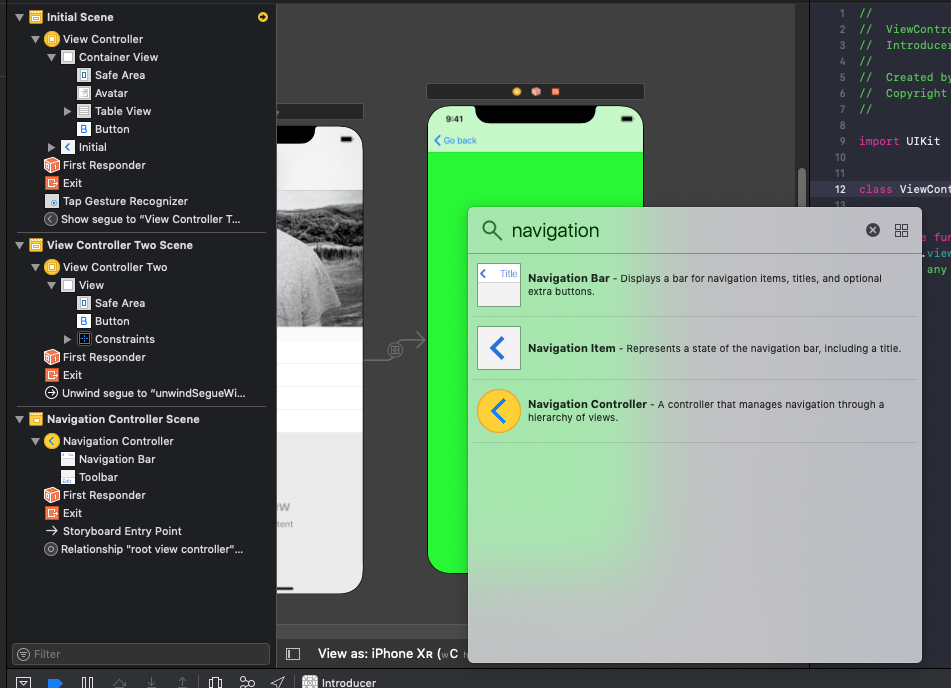 Initial Scene
View Controller
Container View
Safe Area
Avatar
Table View
B Button
Initial
First Responder
Exit
Tap Gesture Recognizer
Show segue to “View Controller T...
View Controller Two Scene
View Controller Two
View
Safe Area
B Button
Constraints
First Responder
Exit
Unwind segue to “unwindSegueWi...
Navigation Controller Scene
Navigation Controller
Navigation Bar
Toolbar
First Responder
Exit
Storyboard Entry Point
Relationship "root view controller"...
Filter
9:41
Go back
tent
View as: iPhone XR (wC h
Introducer
navigation
Title
Navigation Bar - Displays a bar for navigation items, titles, and optional
extra buttons.
Navigation Item - Represents a state of the navigation bar, including a title.
Navigation Controller - A controller that manages navigation through a
hierarchy of views.
1 //
2 // ViewContro
3 // Introducer
4 //
5 // Created by
6 // Copyright
7 //
8
9 import UIKit
10
11
12 class ViewCont
13
e fun
.view
any